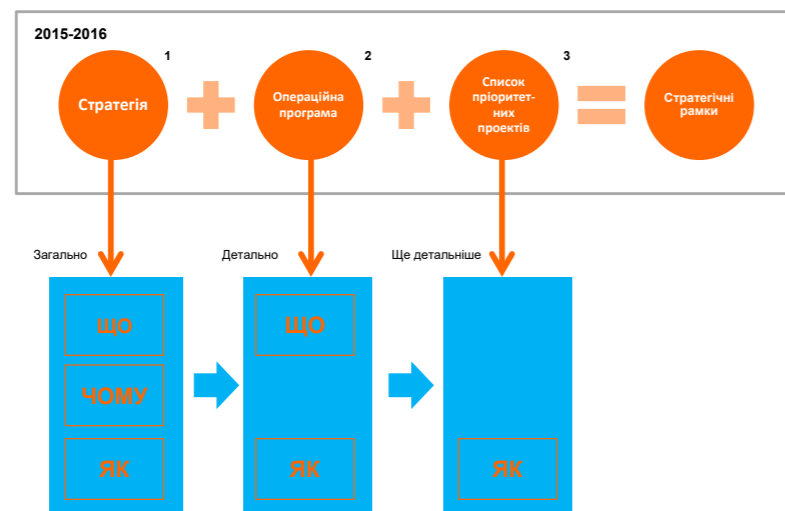 2015-2016
1
Стратегія
2
Операційна
програма
3
Список
пріоритет-
них
проектів
Стратегічні
рамки
Загально
Детально
Ще детальніше
ЩО
ЧОМУ
ЯК
ЩО
ЯК
ЯК